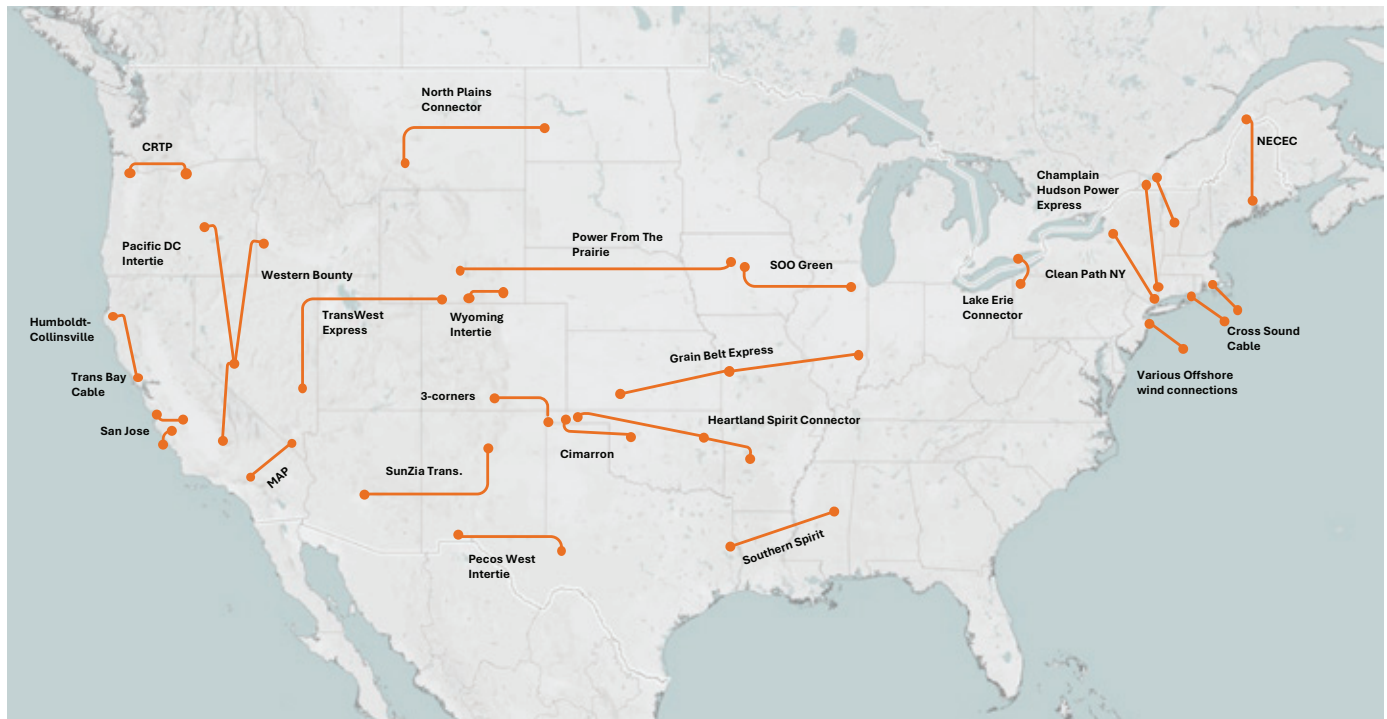 North Plains
Connector
CRTP
NECEC
Champlain
Hudson Power
Express
Pacific DC
Intertie
Power From The
Prairie
Western Bounty
SOO Green
Clean Path NY
Lake Erie
Connector
TransWest
Express
Wyoming
Intertie
Humboldt-
Collinsville
Cross Sound
Cable
Grain Belt Express
Trans Bay
Cable
Various Offshore
wind connections
3-corners
Heartland Spirit Connector
San Jose
Cimarron
MAP
SunZia Trans.
Southern Spirit
Pecos West
Intertie